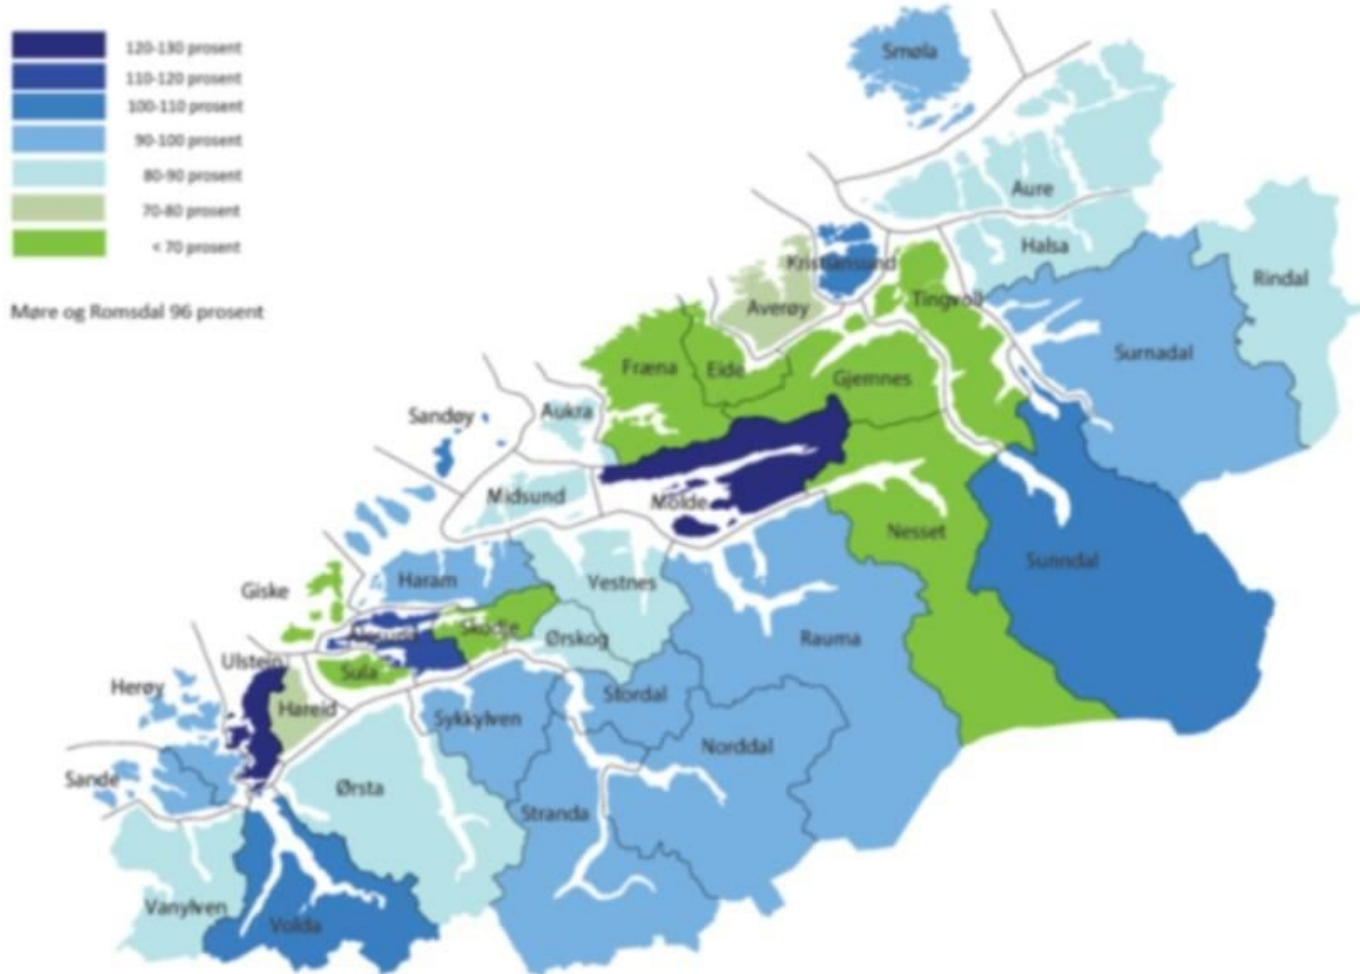 120-130 prosent
110-120 prosent
100-110 prosent
90-100 prosent
80-90 prosent
70-80 prosent
< 70 prosent
Møre og Romsdal 96 prosent
Smøla
Aure
Halsa
Rindal
Kristiansund
Tingvoll
Averøy
Surnadal
Fræna
Eide
Gjemnes
Sandøy
Aukra
Midsund
Molde
Nesset
Sunndal
Haram
Vestnes
Giske
Ålesund
Skodje
Ørskog
Rauma
Ulstein
Sula
Herøy
Hareid
Stordal
Sykkylven
Norddal
Sande
Ørsta
Stranda
Vanylven
Volda